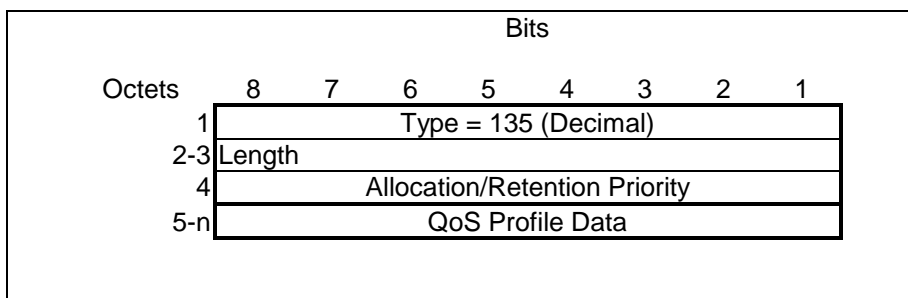 Bits
Octets 8 7 6 5 4 3 2 1
1 Type = 135 (Decimal)
2-3 Length
4 Allocation/Retention Priority
5-n QoS Profile Data